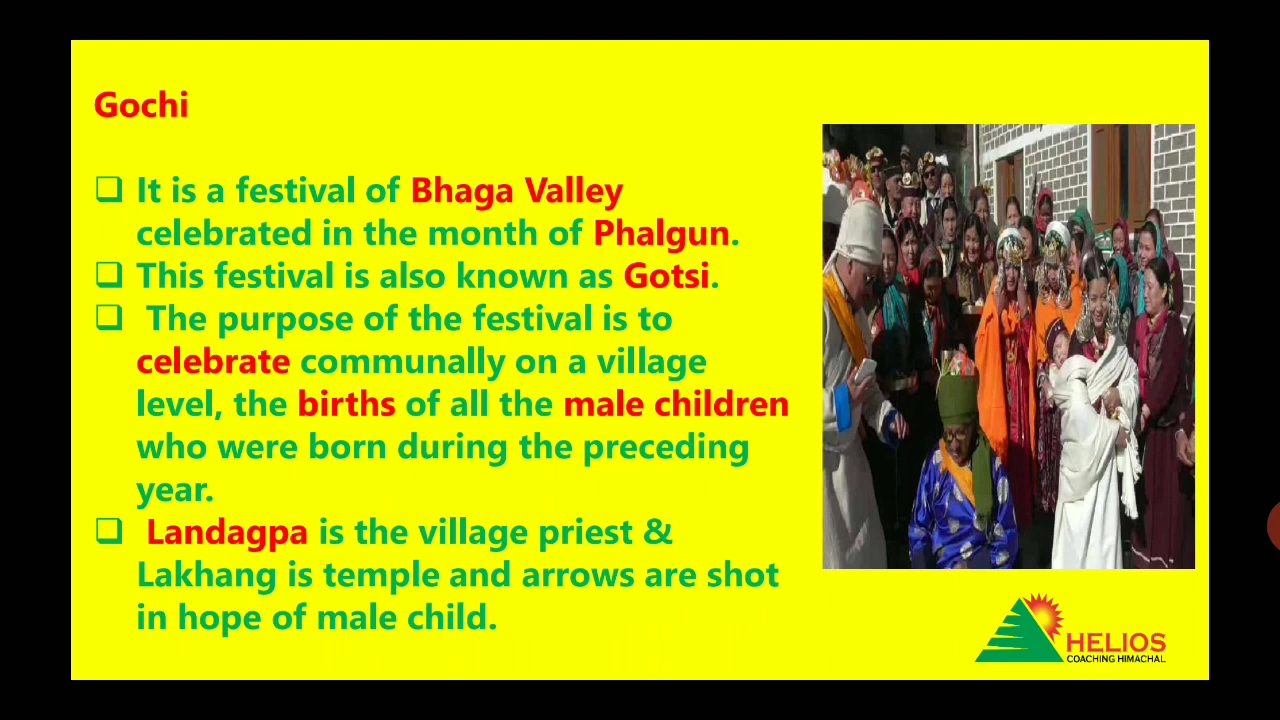 Gochi
❑ It is a festival of Bhaga Valley
celebrated in the month of Phalgun.
❑ This festival is also known as Gotsi.
❑ The purpose of the festival is to
celebrate communally on a village
level, the births of all the male children
who were born during the preceding
year.
❑ Landagpa is the village priest &
Lakhang is temple and arrows are shot
in hope of male child.
HELIOS
COACHING HIMACHAL